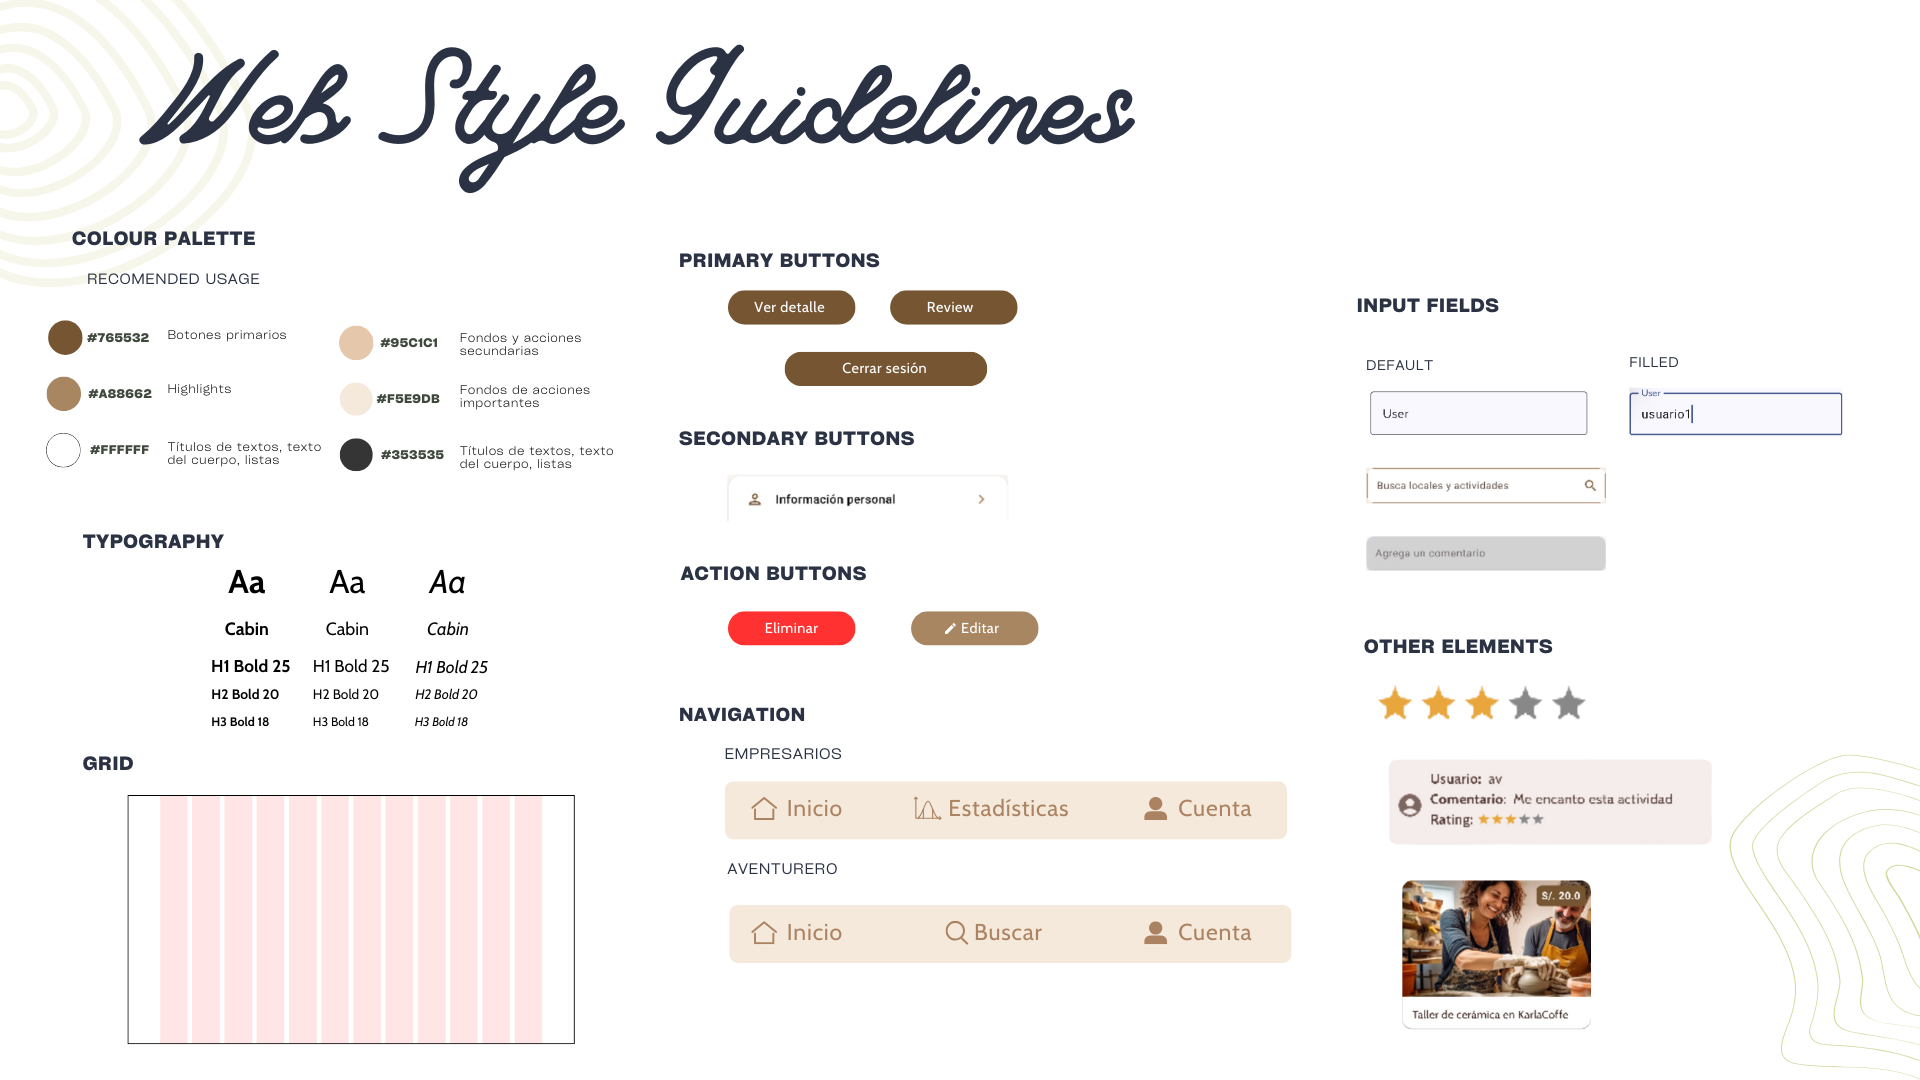 Web Style Guidelines
COLOUR PALETTE
RECOMENDED USAGE
#765532
Botones primarios
#A88662
Highlights
#FFFFFF
Títulos de textos, texto
del cuerpo, listas
#95C1C1
Fondos y acciones
secundarias
#F5E9DB
Fondos de acciones
importantes
#353535
Títulos de textos, texto
del cuerpo, listas
TYPOGRAPHY
Aa Aa Aa
Cabin Cabin Cabin
H1 Bold 25 H1 Bold 25 H1 Bold 25
H2 Bold 20 H2 Bold 20 H2 Bold 20
H3 Bold 18 H3 Bold 18 H3 Bold 18
GRID
PRIMARY BUTTONS
Ver detalle
Review
Cerrar sesión
SECONDARY BUTTONS
Información personal
ACTION BUTTONS
Eliminar
Editar
NAVIGATION
EMPRESARIOS
Inicio Estadísticas Cuenta
AVENTURERO
Inicio Buscar Cuenta
INPUT FIELDS
DEFAULT
User
Busca locales y actividades
Agrega un comentario
FILLED
User
usuario1
OTHER ELEMENTS
Usuario: av
Comentario: Me encanto esta actividad
Rating:
S/. 20.0
Taller de cerámica en KarlaCoffe